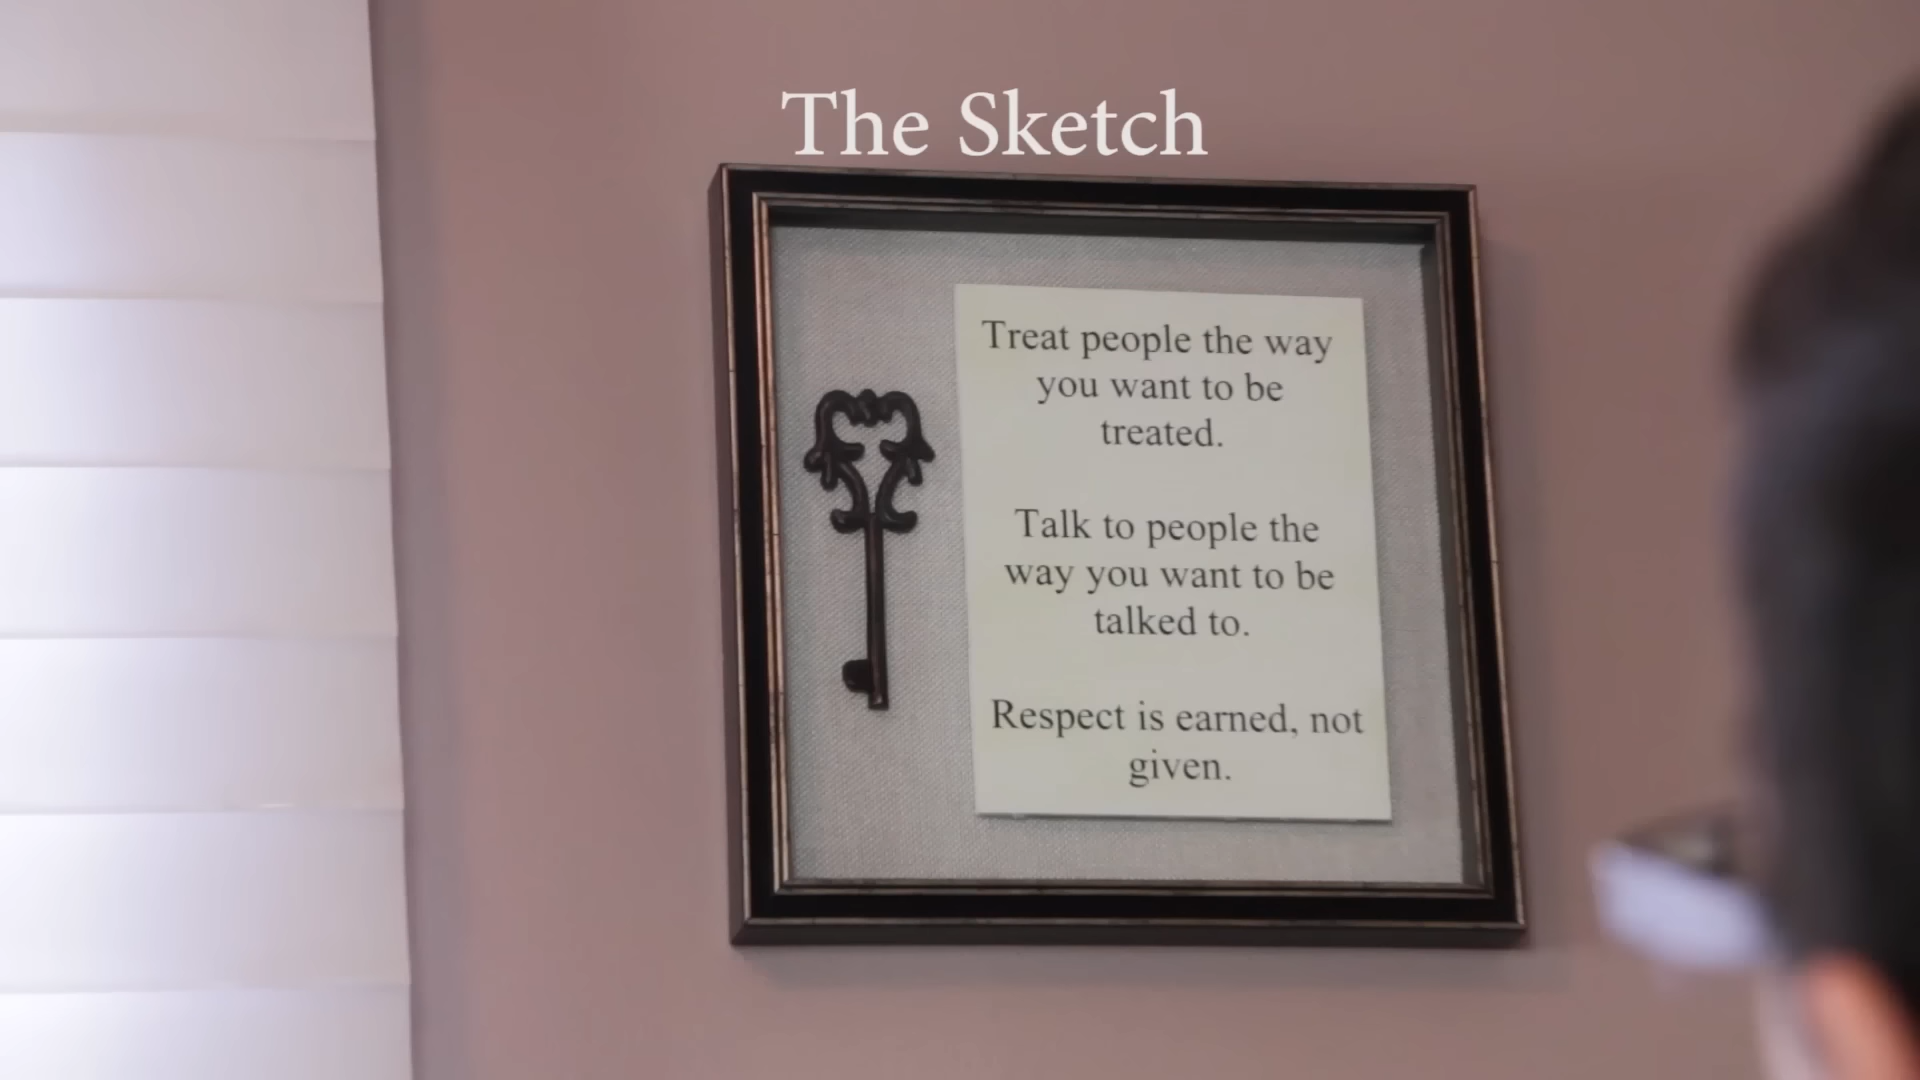 The Sketch
Treat people the way
you want to be
treated.
Talk to people the
way you want to be
talked to.
Respect is earned, not
given.